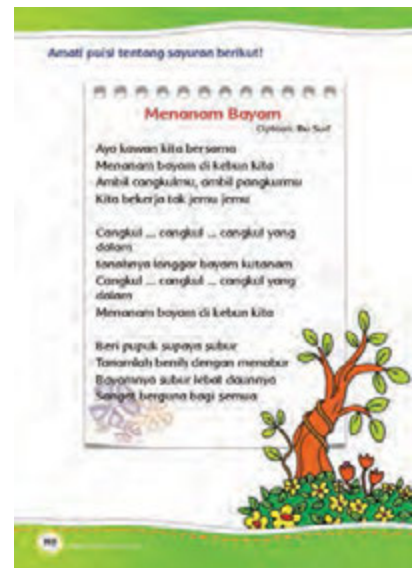 Amati puisi tentang sayuran berikut!
Menanam Bayam
Ciptaan: Ibu Sud
Ayo kawan kita bersama
Menanam bayam di kebun kita
Ambil cangkulmu, ambil pangkurmu
Kita bekerja tak jemu jemu
Cangkul ... cangkul ... cangkul yang
dalam
tanahnya longgar bayam kutanam
Cangkul ... cangkul ... cangkul yang
dalam
Menanam bayam di kebun kita
Beri pupuk supaya subur
Tanamlah benih dengan menabur
Bayamnya subur lebat daunnya
Sangat berguna bagi semua